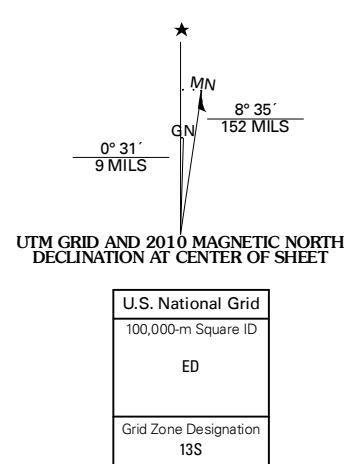 MN
8° 35´
GN
152 MILS
0° 31´
9 MILS
UTM GRID AND 2010 MAGNETIC NORTH
DECLINATION AT CENTER OF SHEET
U.S. National Grid
100,000-m Square ID
ED
Grid Zone Designation
13S